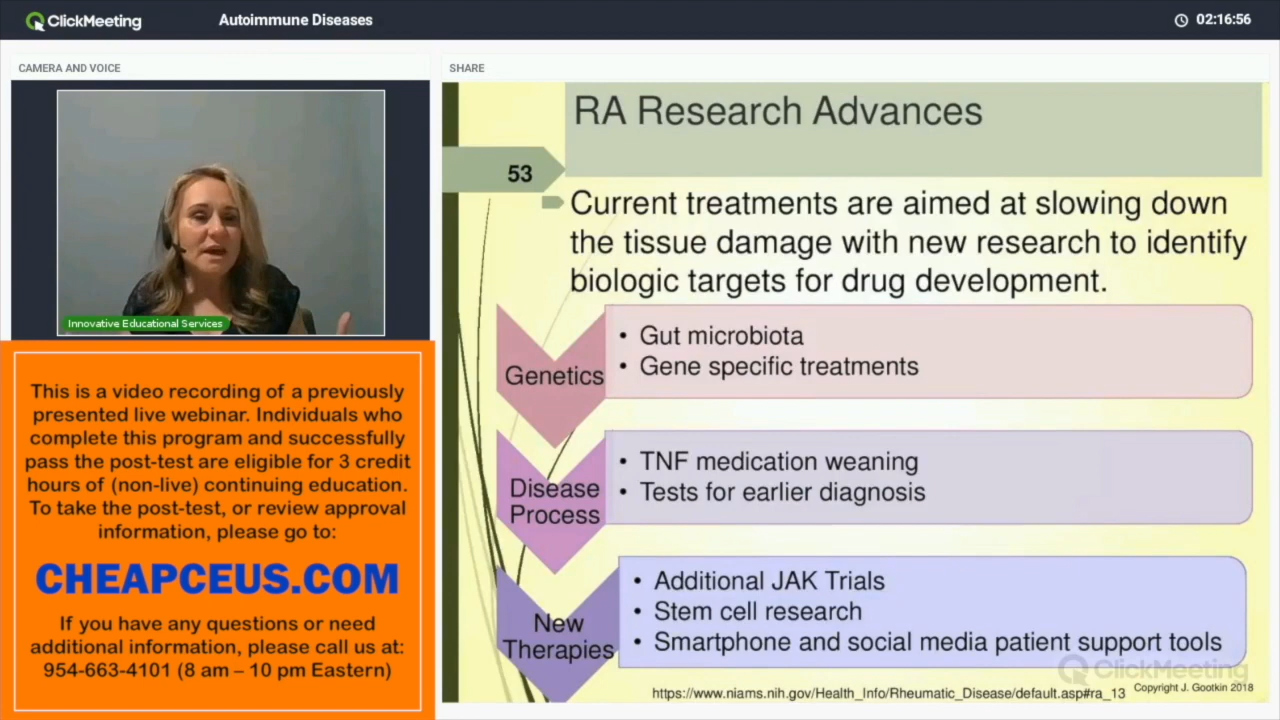 ClickMeeting
Autoimmune Diseases
02:16:56
CAMERA AND VOICE
Innovative Educational Services
This is a video recording of a previously
presented live webinar. Individuals who
complete this program and successfully
pass the post-test are eligible for 3 credit
hours of (non-live) continuing education.
To take the post-test, or review approval
information, please go to:
CHEAPCEUS.COM
If you have any questions or need
additional information, please call us at:
954-663-4101 (8 am – 10 pm Eastern)
SHARE
RA Research Advances
53
Current treatments are aimed at slowing down
the tissue damage with new research to identify
biologic targets for drug development.
Genetics
• Gut microbiota
• Gene specific treatments
Disease
Process
• TNF medication weaning
• Tests for earlier diagnosis
New
Therapies
• Additional JAK Trials
• Stem cell research
• Smartphone and social media patient support tools
ClickMeeting
https://www.niams.nih.gov/Health_Info/Rheumatic_Disease/default.asp#ra_13
Copyright J. Gootkin 2018